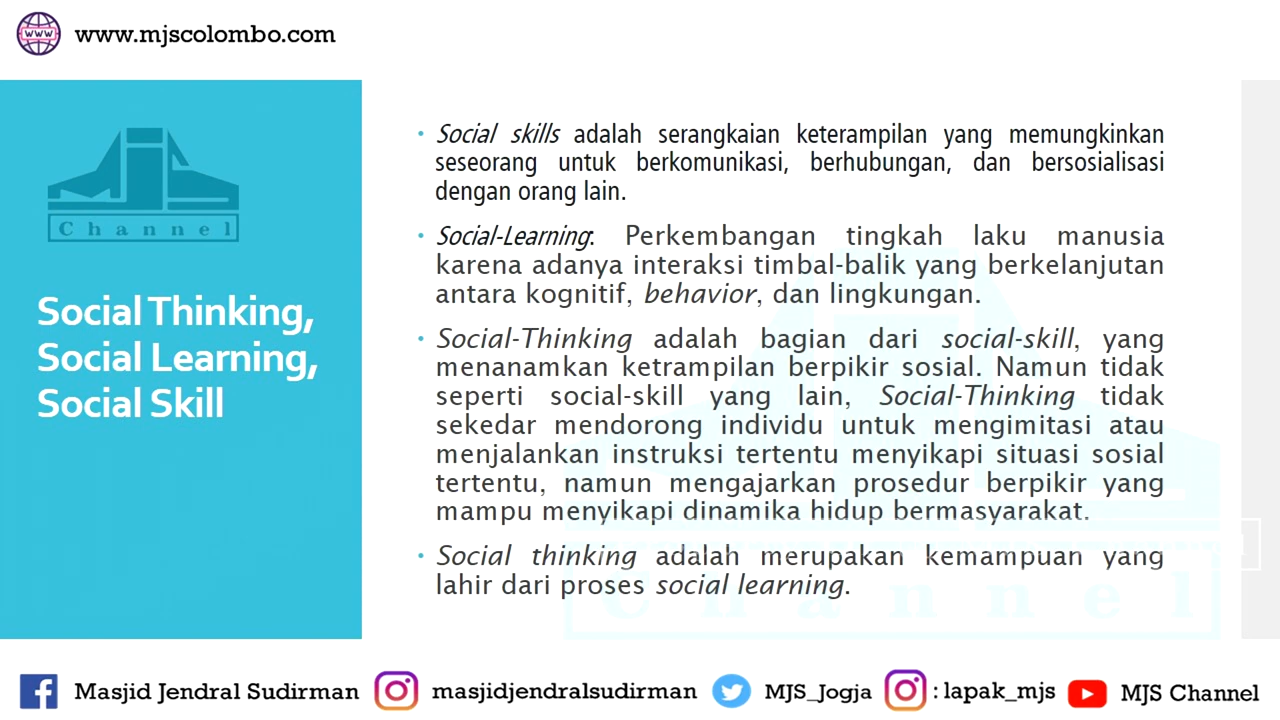 www.mjscolombo.com
Channel
Social Thinking,
Social Learning,
Social Skill
• Social skills adalah serangkaian keterampilan yang memungkinkan
seseorang untuk berkomunikasi, berhubungan, dan bersosialisasi
dengan orang lain.
• Social-Learning: Perkembangan tingkah laku manusia
karena adanya interaksi timbal-balik yang berkelanjutan
antara kognitif, behavior, dan lingkungan.
• Social-Thinking adalah bagian dari social-skill, yang
menanamkan ketrampilan berpikir sosial. Namun tidak
seperti social-skill yang lain, Social-Thinking tidak
sekedar mendorong individu untuk mengimitasi atau
menjalankan instruksi tertentu menyikapi situasi sosial
tertentu, namun mengajarkan prosedur berpikir yang
mampu menyikapi dinamika hidup bermasyarakat.
• Social thinking adalah merupakan kemampuan yang
lahir dari proses social learning.
Channel
Masjid Jendral Sudirman masjidjendralsudirman MJS_Jogja : lapak_mjs MJS Channel